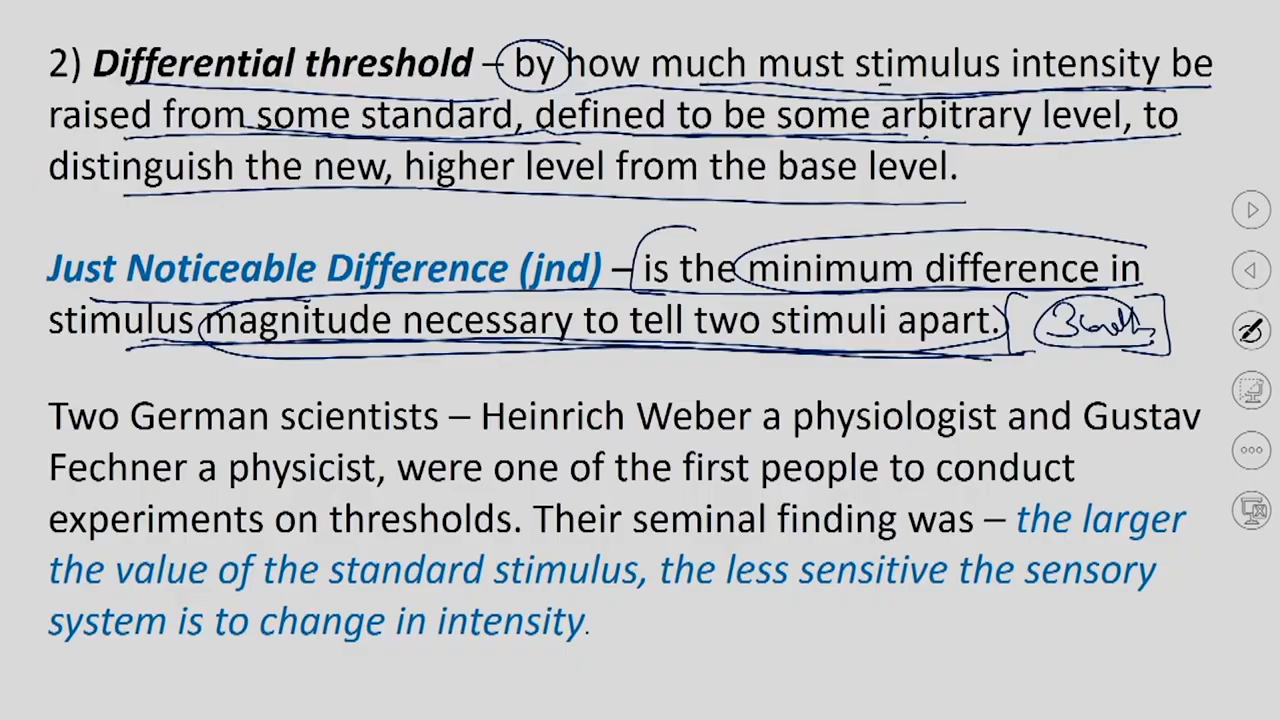 2) Differential threshold – by how much must stimulus intensity be
raised from some standard, defined to be some arbitrary level, to
distinguish the new, higher level from the base level.
Just Noticeable Difference (jnd) – is the minimum difference in
stimulus magnitude necessary to tell two stimuli apart.
Two German scientists – Heinrich Weber a physiologist and Gustav
Fechner a physicist, were one of the first people to conduct
experiments on thresholds. Their seminal finding was – the larger
the value of the standard stimulus, the less sensitive the sensory
system is to change in intensity.